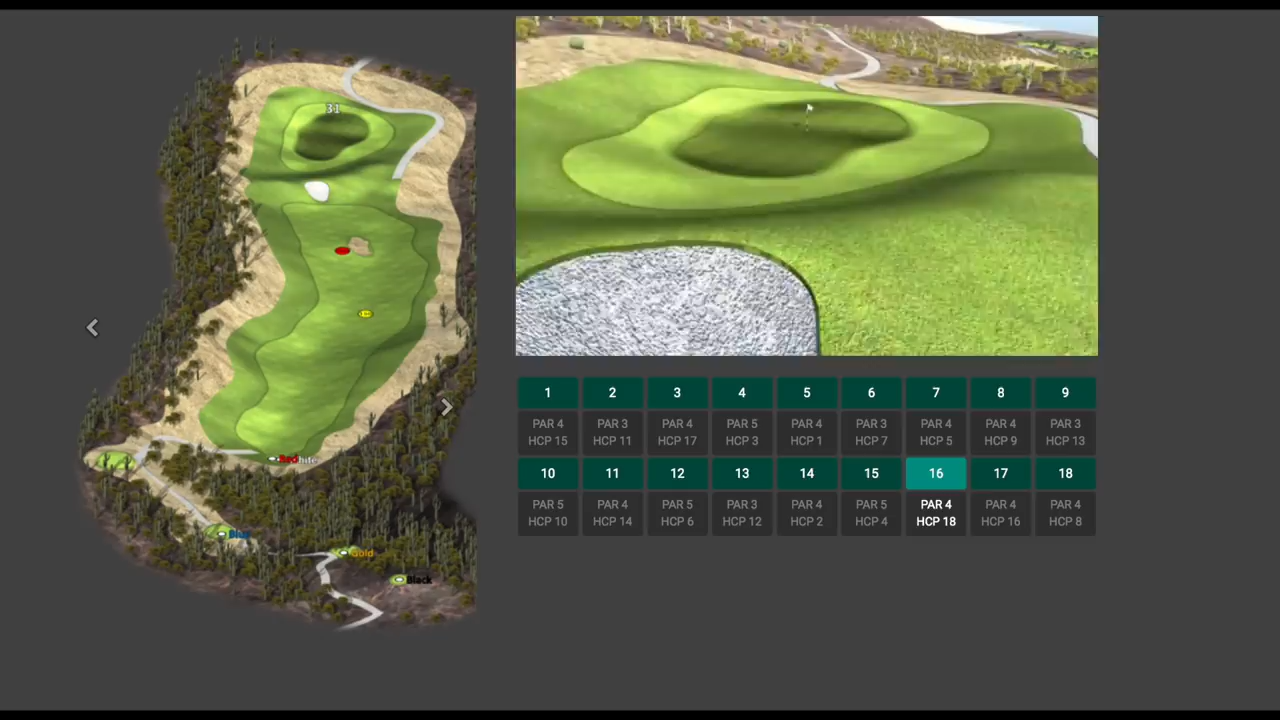 31
Red
Blue
Gold
Black
1 2 3 4 5 6 7 8 9
PAR 4 PAR 3 PAR 4 PAR 5 PAR 4 PAR 3 PAR 4 PAR 4 PAR 3
HCP 15 HCP 11 HCP 17 HCP 3 HCP 1 HCP 7 HCP 5 HCP 9 HCP 13
10 11 12 13 14 15 16 17 18
PAR 5 PAR 4 PAR 5 PAR 3 PAR 4 PAR 5 PAR 4 PAR 4 PAR 4
HCP 10 HCP 14 HCP 6 HCP 12 HCP 2 HCP 4 HCP 18 HCP 16 HCP 8